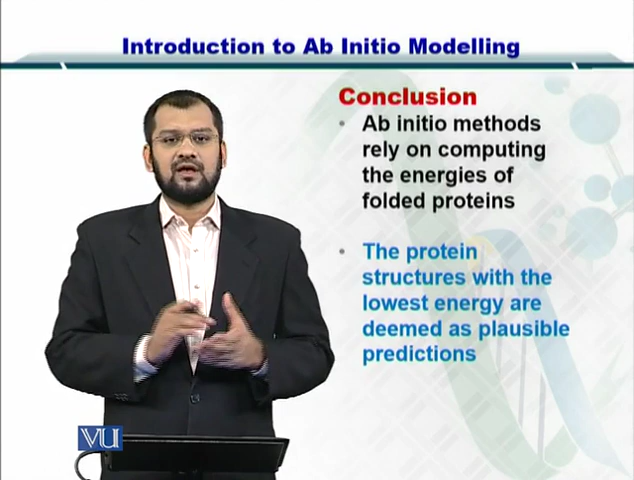 Introduction to Ab Initio Modelling
Conclusion
• Ab initio methods
rely on computing
the energies of
folded proteins
• The protein
structures with the
lowest energy are
deemed as plausible
predictions
VU